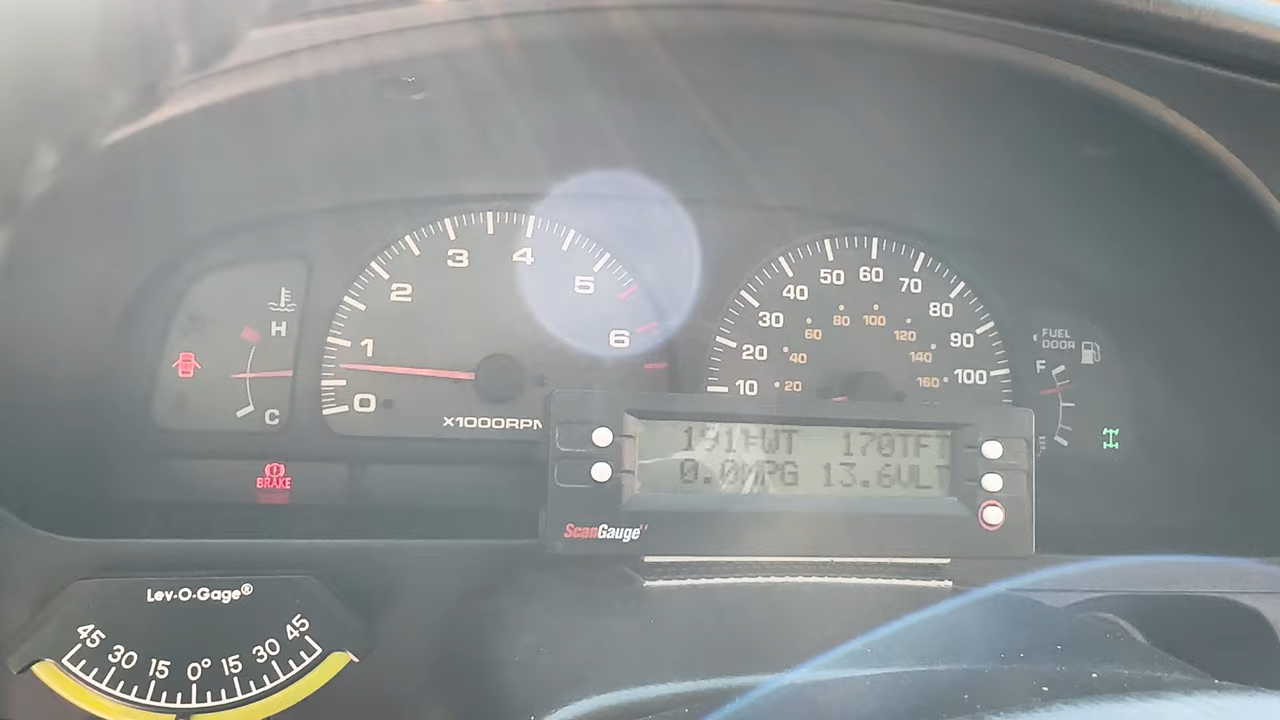 H
C
0
1
2
3
4
5
6
X1000RPM
10
20
30
40
50
60
70
80
90
100
20
40
60
80
100
120
140
160
FUEL
DOOR
F
BRAKE
191FWT 170TFT
0.0MPG 13.6VLT
ScanGauge
Lev-O-Gage®
45 30 15 0° 15 30 45